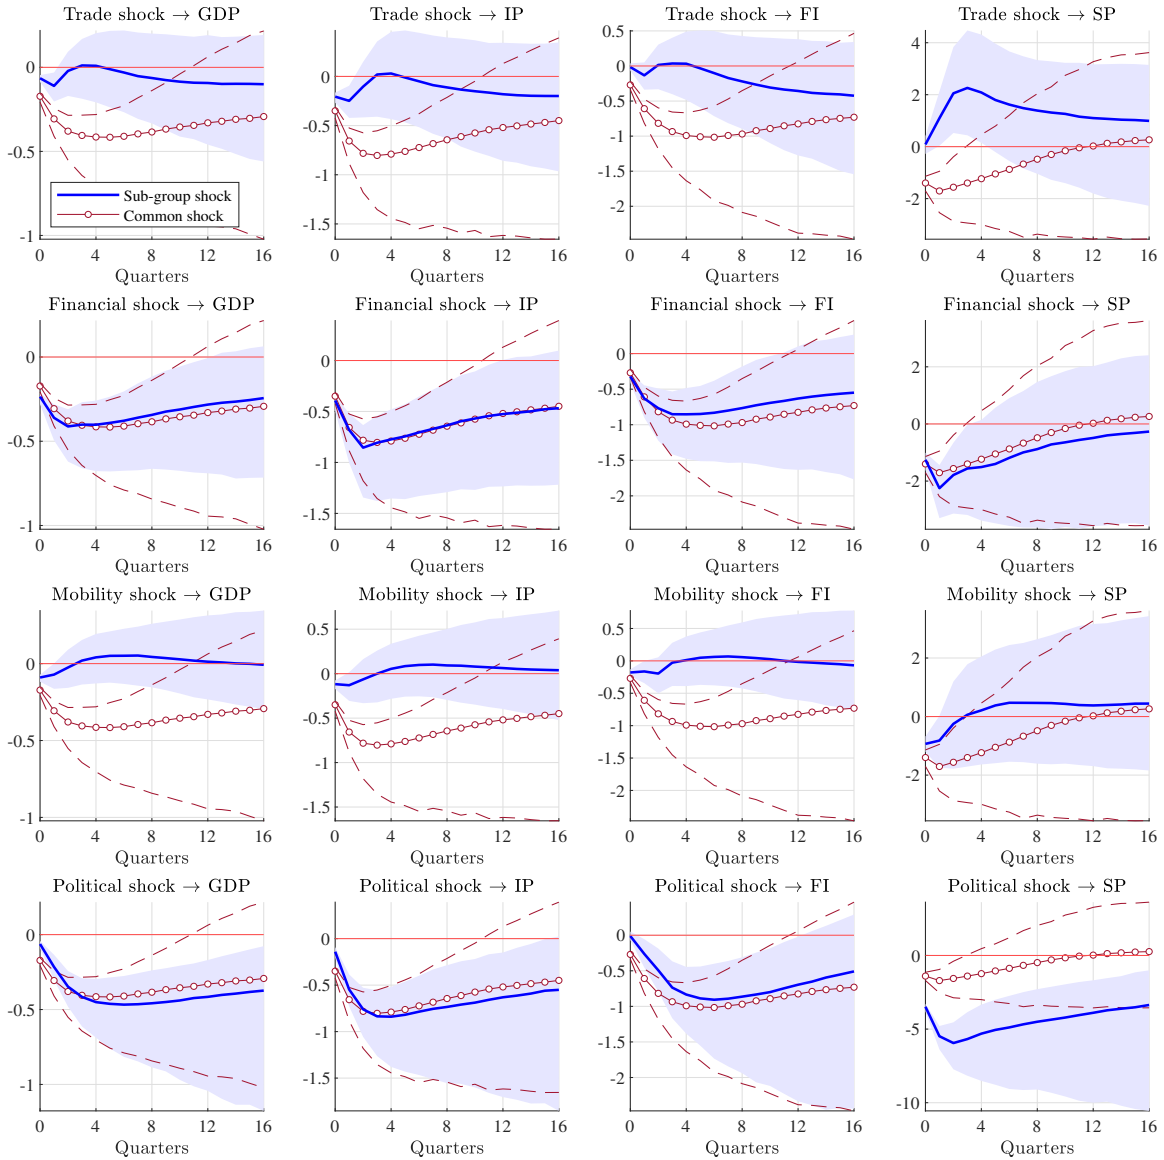 Trade shock → GDP
0
-0.5
-1
Sub-group shock
Common shock
0 4 8 12 16
Quarters
Trade shock → IP
0
-0.5
-1
-1.5
0 4 8 12 16
Quarters
Trade shock → FI
0.5
0
-0.5
-1
-1.5
-2
0 4 8 12 16
Quarters
Trade shock → SP
4
2
0
-2
0 4 8 12 16
Quarters
Financial shock → GDP
0
-0.5
-1
0 4 8 12 16
Quarters
Financial shock → IP
0
-0.5
-1
-1.5
0 4 8 12 16
Quarters
Financial shock → FI
0
-0.5
-1
-1.5
-2
0 4 8 12 16
Quarters
Financial shock → SP
2
0
-2
0 4 8 12 16
Quarters
Mobility shock → GDP
0
-0.5
-1
0 4 8 12 16
Quarters
Mobility shock → IP
0.5
0
-0.5
-1
-1.5
0 4 8 12 16
Quarters
Mobility shock → FI
0.5
0
-0.5
-1
-1.5
-2
0 4 8 12 16
Quarters
Mobility shock → SP
2
0
-2
0 4 8 12 16
Quarters
Political shock → GDP
0
-0.5
-1
0 4 8 12 16
Quarters
Political shock → IP
0
-0.5
-1
-1.5
0 4 8 12 16
Quarters
Political shock → FI
0
-0.5
-1
-1.5
-2
0 4 8 12 16
Quarters
Political shock → SP
0
-5
-10
0 4 8 12 16
Quarters